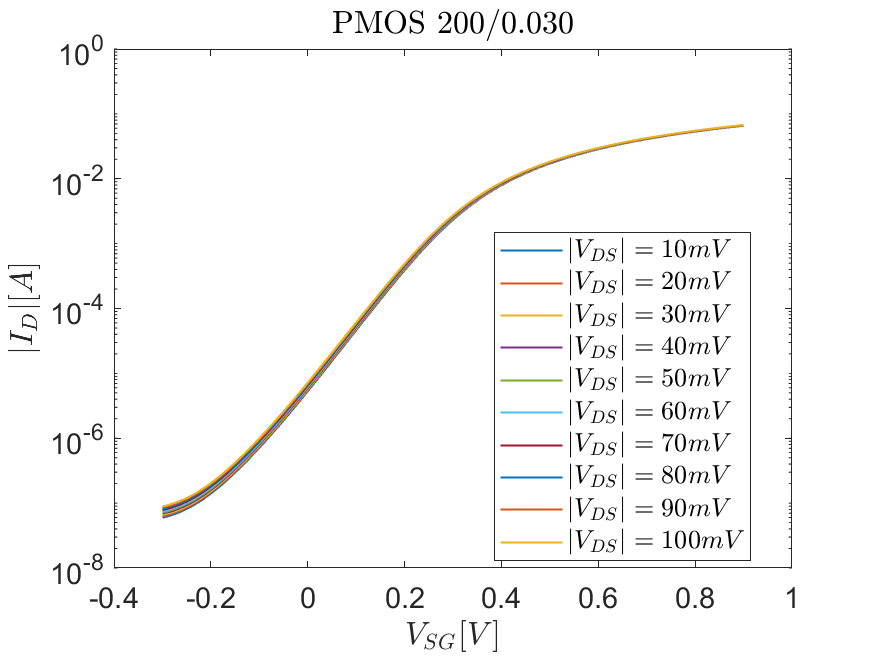 PMOS 200/0.030
10^0
10^-2
10^-4
10^-6
10^-8
|I_D|[A]
-0.4 -0.2 0 0.2 0.4 0.6 0.8 1
V_SG[V]
|V_DS| = 10mV
|V_DS| = 20mV
|V_DS| = 30mV
|V_DS| = 40mV
|V_DS| = 50mV
|V_DS| = 60mV
|V_DS| = 70mV
|V_DS| = 80mV
|V_DS| = 90mV
|V_DS| = 100mV